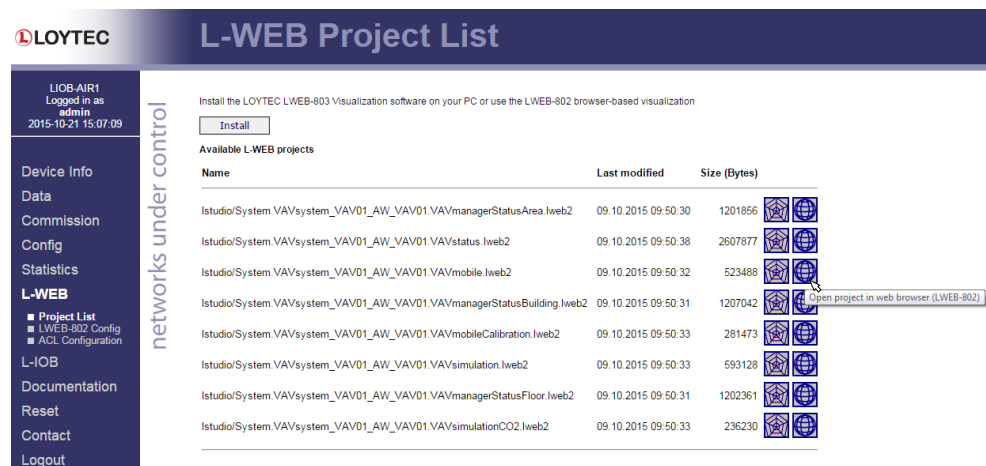 LOYTEC
L-WEB Project List
LIOB-AIR1
Logged in as
admin
2015-10-21 15:07:09
Device Info
Data
Commission
Config
Statistics
L-WEB
Project List
LWEB-802 Config
ACL Configuration
L-IOB
Documentation
Reset
Contact
Logout
networks under control
Install the LOYTEC LWEB-803 Visualization software on your PC or use the LWEB-802 browser-based visualization
Install
Available L-WEB projects
Name Last modified Size (Bytes)
lstudio/System.VAVsystem_VAV01_AW_VAV01.VAVmanagerStatusArea.lweb2 09.10.2015 09:50:30 1201856
lstudio/System.VAVsystem_VAV01_AW_VAV01.VAVstatus.lweb2 09.10.2015 09:50:38 2607877
lstudio/System.VAVsystem_VAV01_AW_VAV01.VAVmobile.lweb2 09.10.2015 09:50:32 523488
Open project in web browser (LWEB-802)
lstudio/System.VAVsystem_VAV01_AW_VAV01.VAVmanagerStatusBuilding.lweb2 09.10.2015 09:50:31 1207042
lstudio/System.VAVsystem_VAV01_AW_VAV01.VAVmobileCalibration.lweb2 09.10.2015 09:50:33 281473
lstudio/System.VAVsystem_VAV01_AW_VAV01.VAVsimulation.lweb2 09.10.2015 09:50:33 593128
lstudio/System.VAVsystem_VAV01_AW_VAV01.VAVmanagerStatusFloor.lweb2 09.10.2015 09:50:31 1202361
lstudio/System.VAVsystem_VAV01_AW_VAV01.VAVsimulationCO2.lweb2 09.10.2015 09:50:33 236230